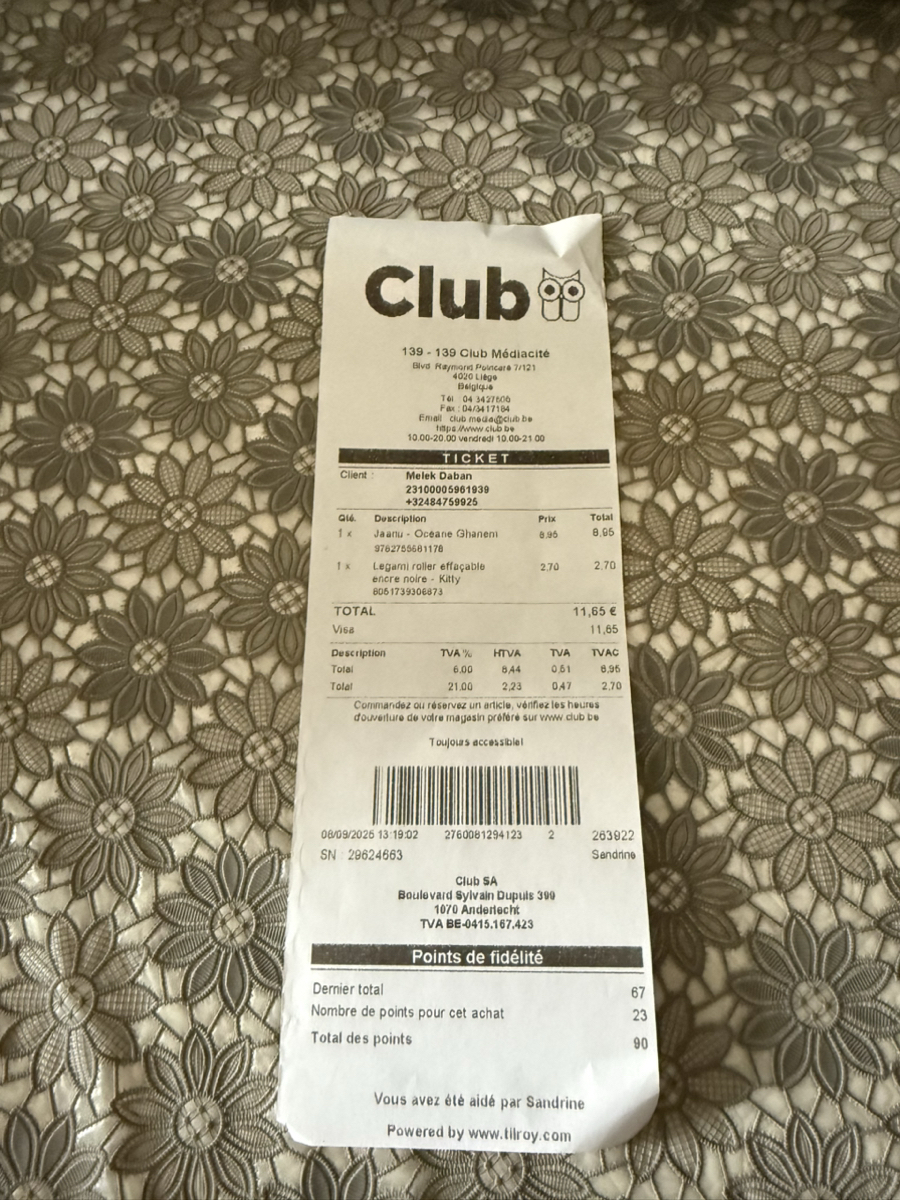 Club
139 - 139 Club Médiacité
Blvd Raymond Poincaré 7/121
4020 Liège
Belgique
Tél : 04 3427606
Fax : 04/3417184
Email : club.media@club.be
https://www.club.be
10.00-20.00 vendredi 10.00-21.00
TICKET
Client : Melek Daban
23100005961939
+32484759925
Qté. Description Prix Total
1 x Jaanu - Océane Ghanem 8,95 8,95
9782755681178
1 x Legami roller effaçable 2,70 2,70
encre noire - Kitty
8051739306873
TOTAL 11,65 €
Visa 11,65
Description TVA % HTVA TVA TVAC
Total 6.00 8,44 0,51 8,95
Total 21.00 2,23 0,47 2,70
Commandez ou réservez un article, vérifiez les heures
d'ouverture de votre magasin préféré sur www.club.be
Toujours accessible!
13:19:02 2760081294123 2 263922
SN : 29624663 Sandrine
Club SA
Boulevard Sylvain Dupuis 399
1070 Anderlecht
TVA BE-0415.167.423
Points de fidélité
Dernier total 67
Nombre de points pour cet achat 23
Total des points 90
Vous avez été aidé par Sandrine
Powered by www.tilroy.com